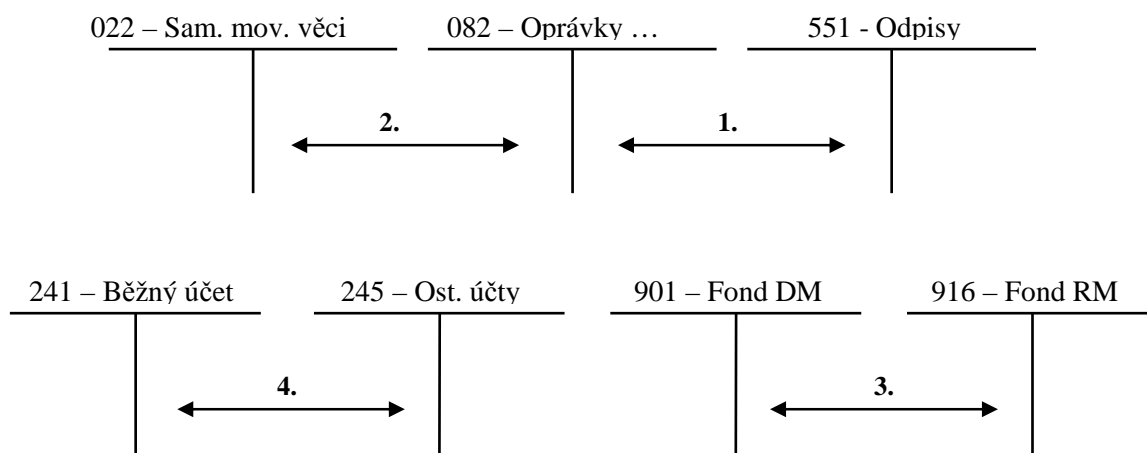 022 – Sam. mov. věci 082 – Oprávky … 551 - Odpisy
2. 1.
241 – Běžný účet 245 – Ost. účty 901 – Fond DM 916 – Fond RM
4. 3.